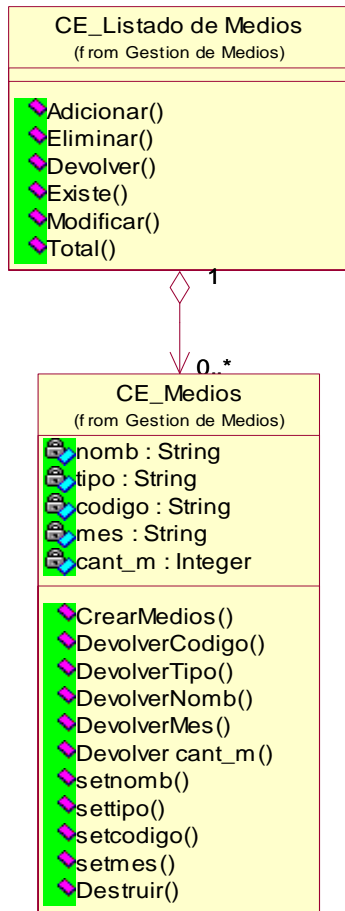 CE_Listado de Medios
(from Gestion de Medios)
Adicionar()
Eliminar()
Devolver()
Existe()
Modificar()
Total()
1
0..*
CE_Medios
(from Gestion de Medios)
nomb : String
tipo : String
codigo : String
mes : String
cant_m : Integer
CrearMedios()
DevolverCodigo()
DevolverTipo()
DevolverNomb()
DevolverMes()
Devolver cant_m()
setnomb()
settipo()
setcodigo()
setmes()
Destruir()